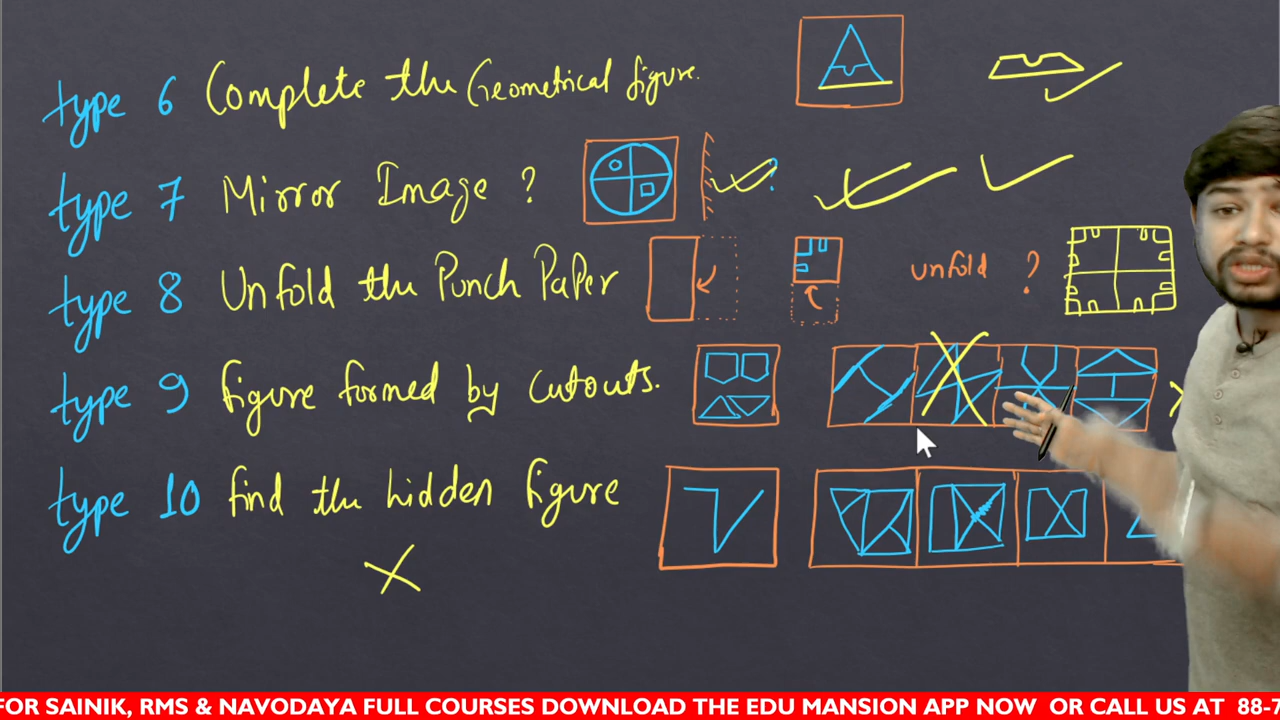 type 6 Complete the Geometrical figure.
type 7 Mirror Image ? ?
type 8 Unfold the Punch Paper unfold ?
type 9 figure formed by cutouts.
type 10 find the hidden figure
FOR SAINIK, RMS & NAVODAYA FULL COURSES DOWNLOAD THE EDU MANSION APP NOW OR CALL US AT 88-7